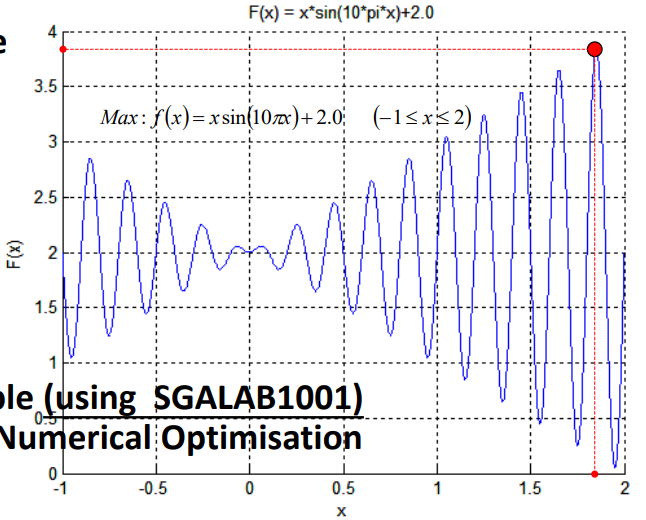 F(x) = x*sin(10*pi*x)+2.0
e
4
3.5
Max: f(x) = x sin(10πx)+2.0 (−1 ≤ x ≤ 2)
3
2.5
F(x)
2
1.5
1
ple (using SGALAB1001)
0.5
Numerical Optimisation
0
-1 -0.5 0 0.5 1 1.5 2
x